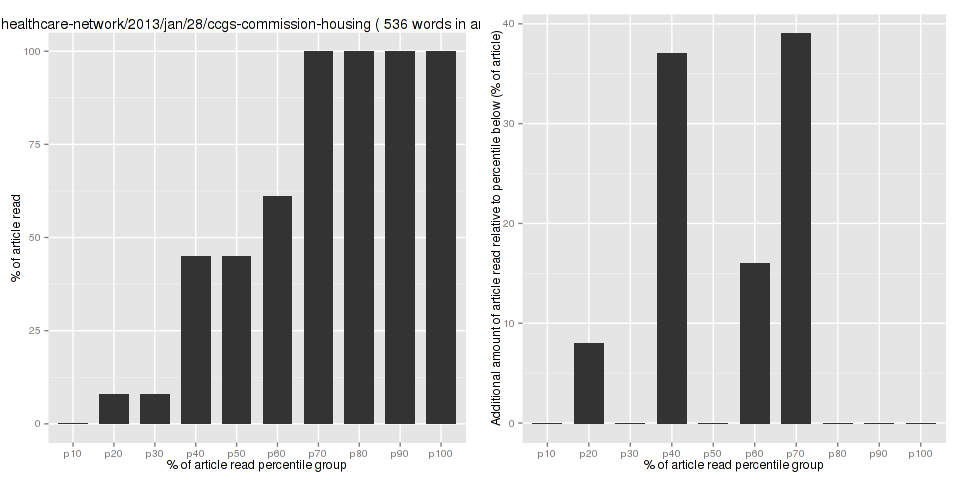 healthcare-network/2013/jan/28/ccgs-commission-housing ( 536 words in
% of article read
100
75
50
25
0
p10 p20 p30 p40 p50 p60 p70 p80 p90 p100
% of article read percentile group
Additional amount of article read relative to percentile below (% of article)
40
30
20
10
0
p10 p20 p30 p40 p50 p60 p70 p80 p90 p100
% of article read percentile group